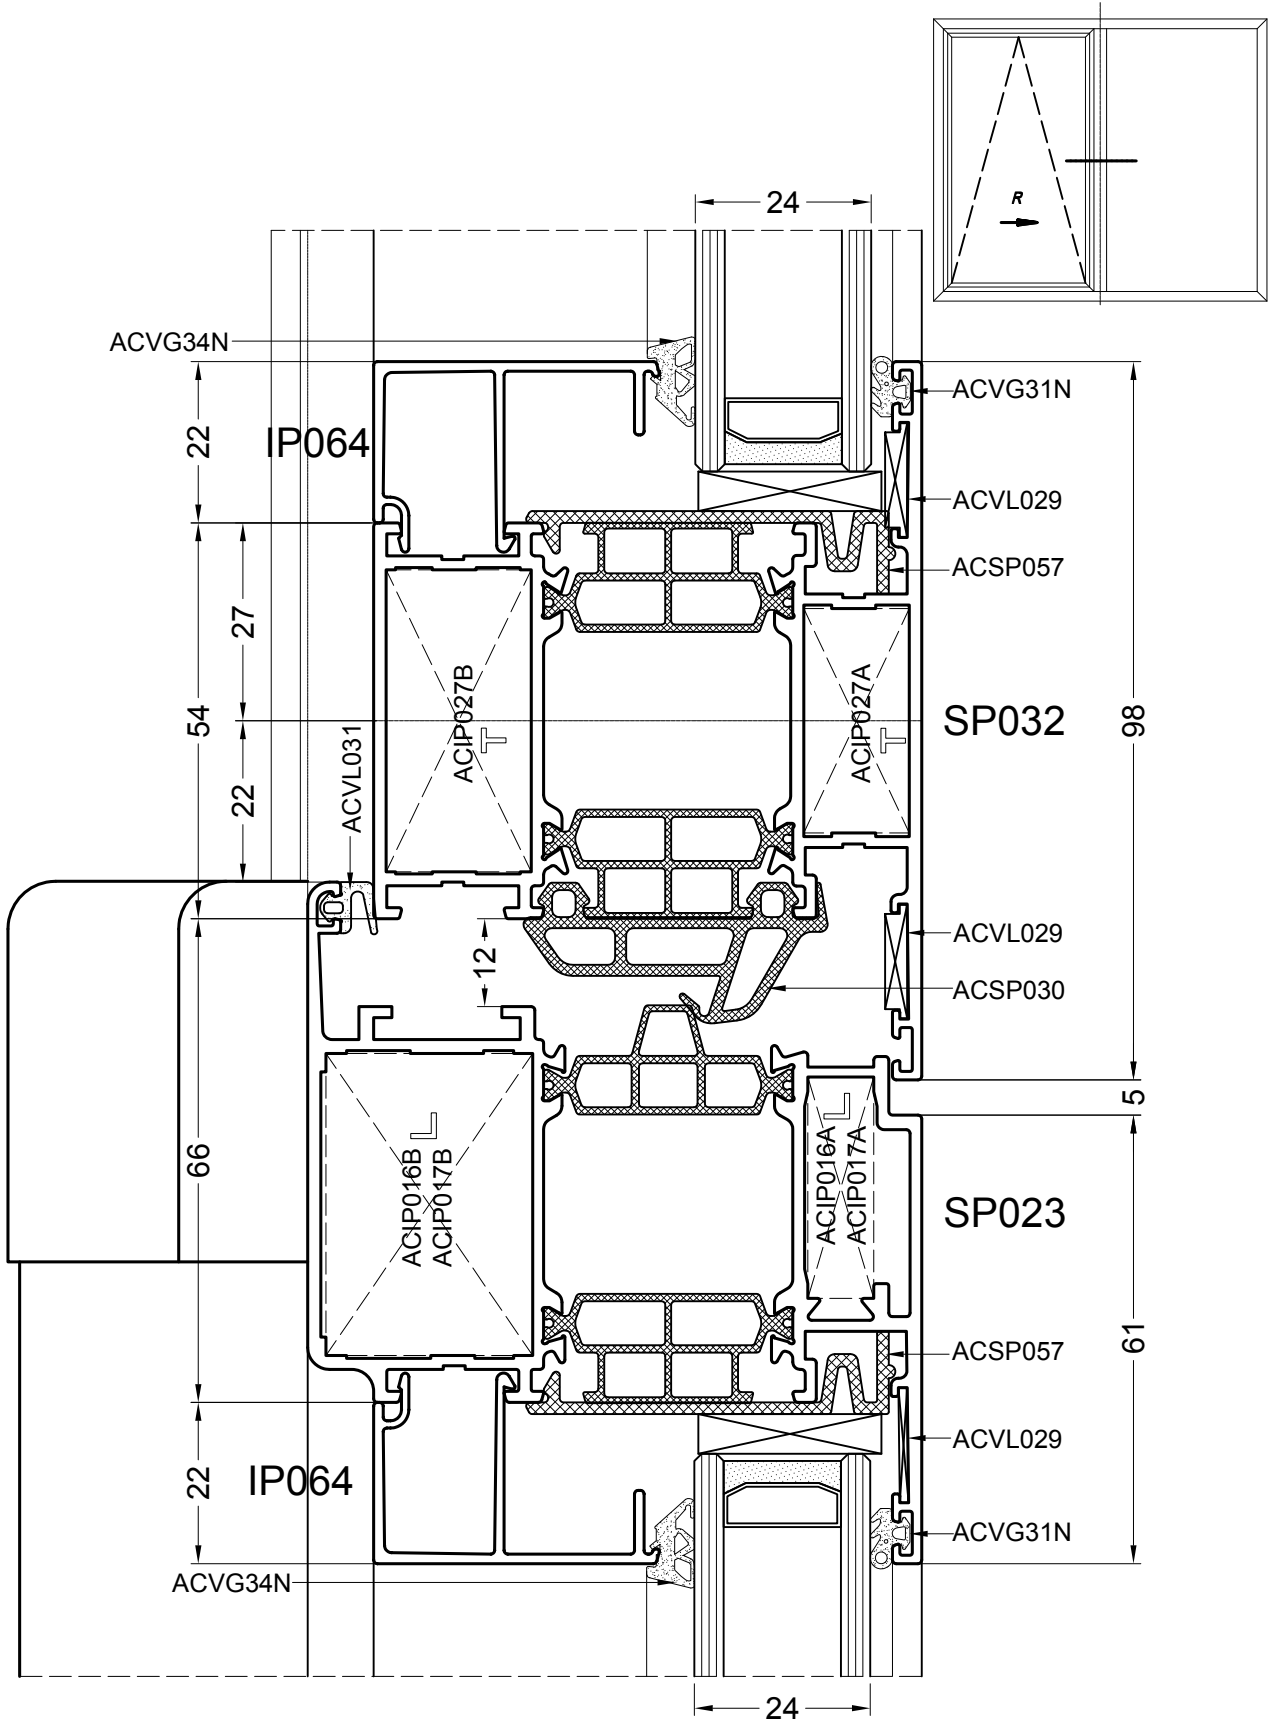 R
24
ACVG34N
ACVG31N
22
IP064
ACVL029
ACSP057
27
54
ACIP027B
T
ACIP027A
T
SP032
98
22
ACVL031
ACVL029
12
ACSP030
5
66
ACIP016B
ACIP017B
L
ACIP016A
ACIP017A
L
SP023
61
ACSP057
ACVL029
22
IP064
ACVG31N
ACVG34N
24